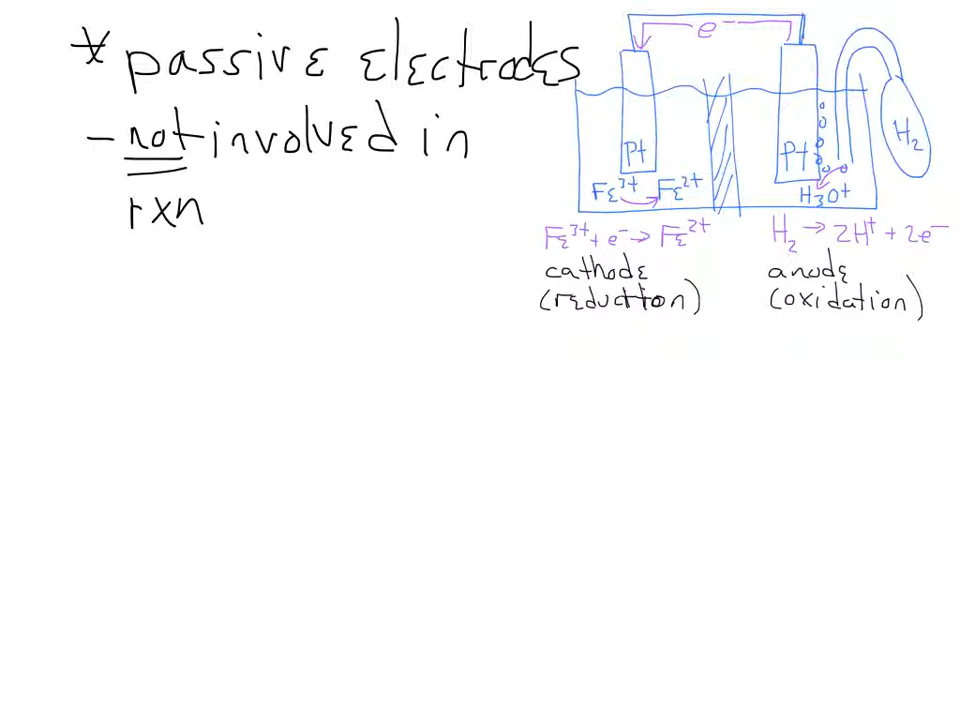 * passive electrodes
- not involved in
rxn
e⁻
Pt
Pt
H₂
Fe³⁺ Fe²⁺
H₃O⁺
Fe³⁺ + e⁻ → Fe²⁺
cathode
(reduction)
H₂ → 2H⁺ + 2e⁻
anode
(oxidation)